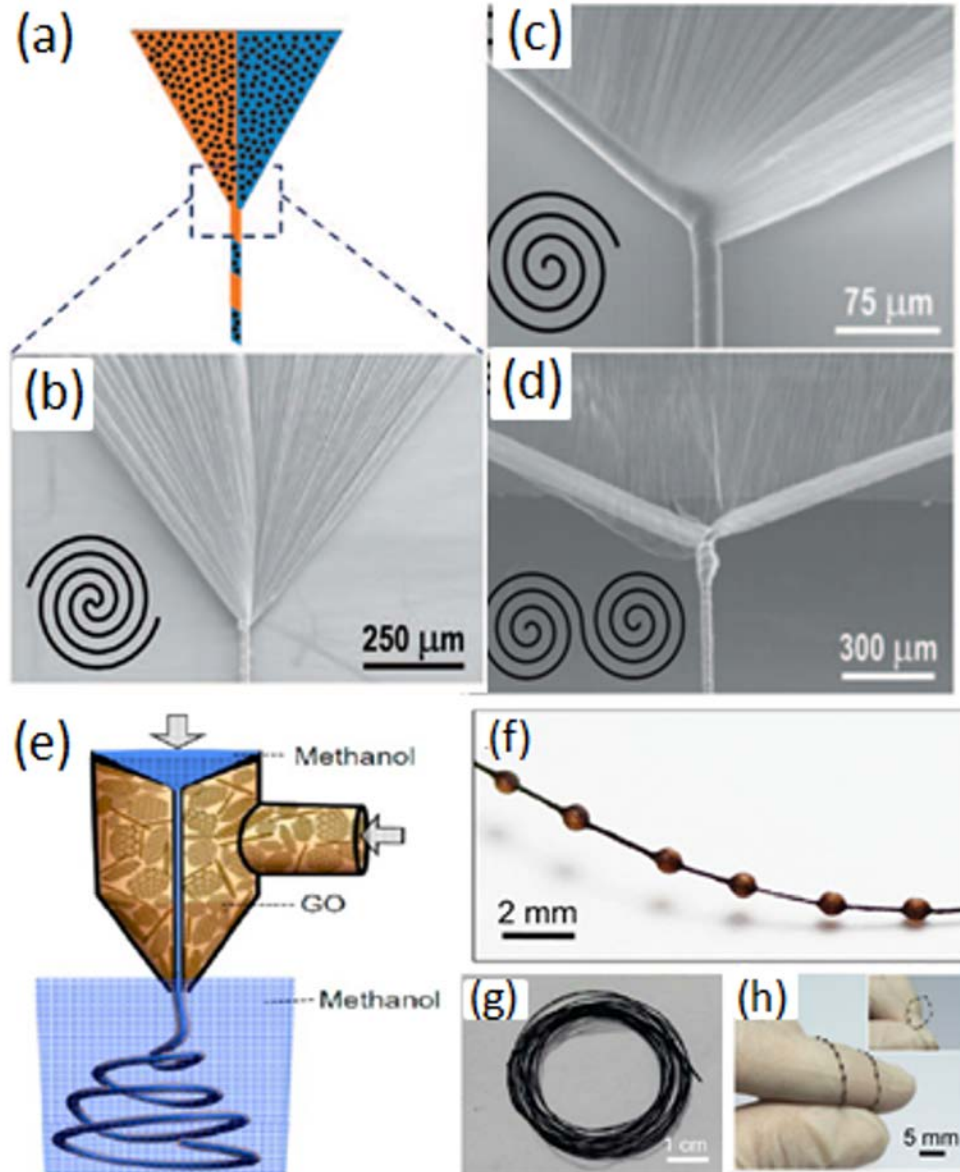 (a)
(b)
250 μm
(c)
75 μm
(d)
300 μm
(e)
Methanol
GO
Methanol
(f)
2 mm
(g)
1 cm
(h)
5 mm